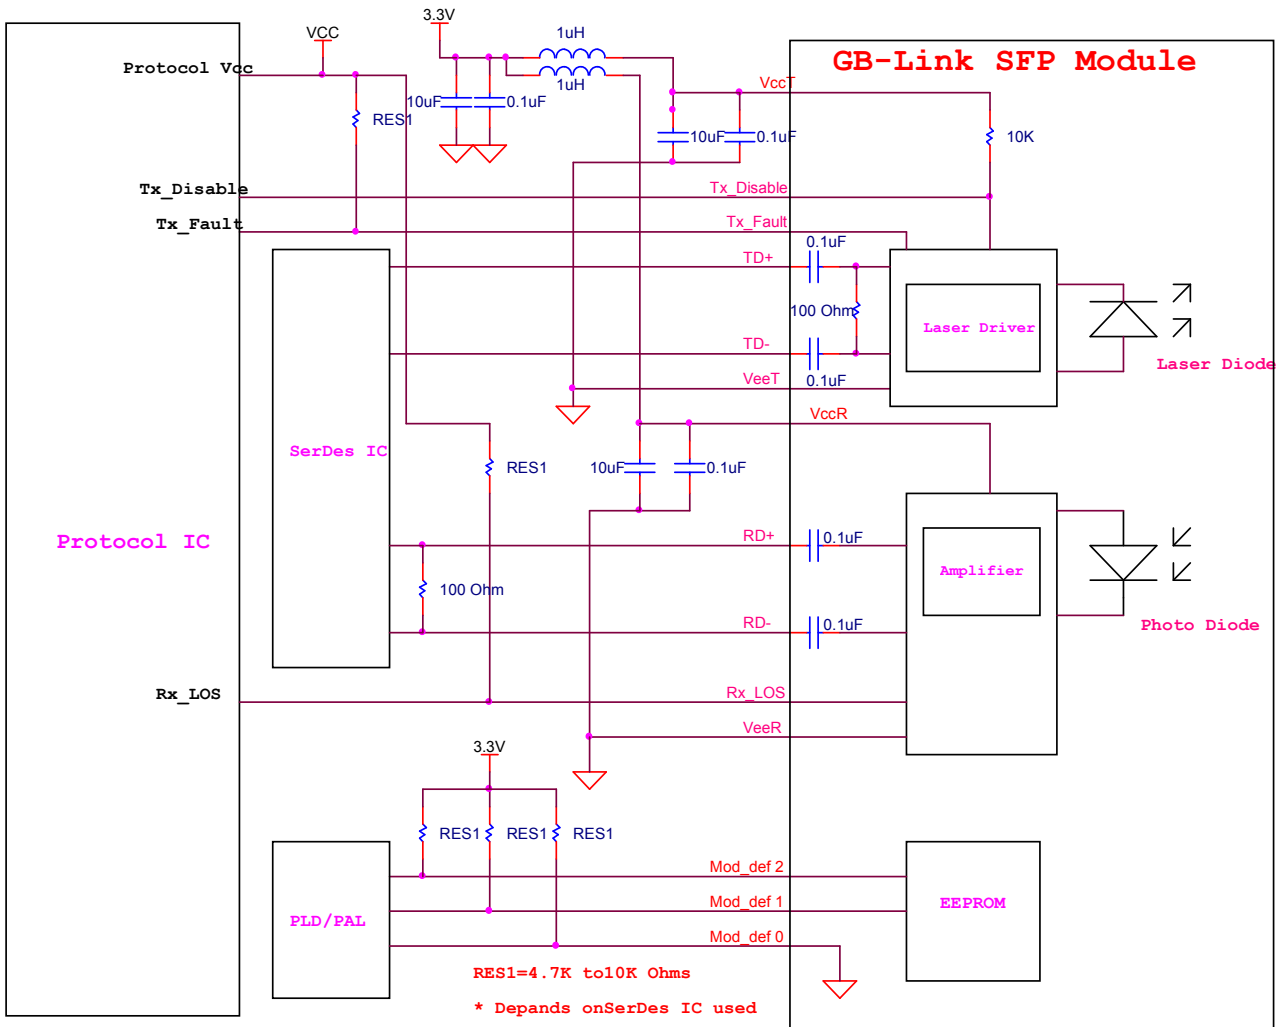 3.3V
VCC
1uH
GB-Link SFP Module
Protocol Vcc
1uH
VccT
10uF
0.1uF
RES1
10uF
0.1uF
10K
Tx_Disable
Tx_Disable
Tx_Fault
Tx_Fault
0.1uF
TD+
100 Ohm
Laser Driver
TD-
Laser Diode
VeeT
0.1uF
VccR
SerDes IC
RES1
10uF
0.1uF
Protocol IC
RD+
0.1uF
Amplifier
100 Ohm
RD-
0.1uF
Photo Diode
Rx_LOS
Rx_LOS
VeeR
3.3V
RES1
RES1
RES1
Mod_def 2
Mod_def 1
EEPROM
PLD/PAL
Mod_def 0
RES1=4.7K to10K Ohms
* Depands onSerDes IC used